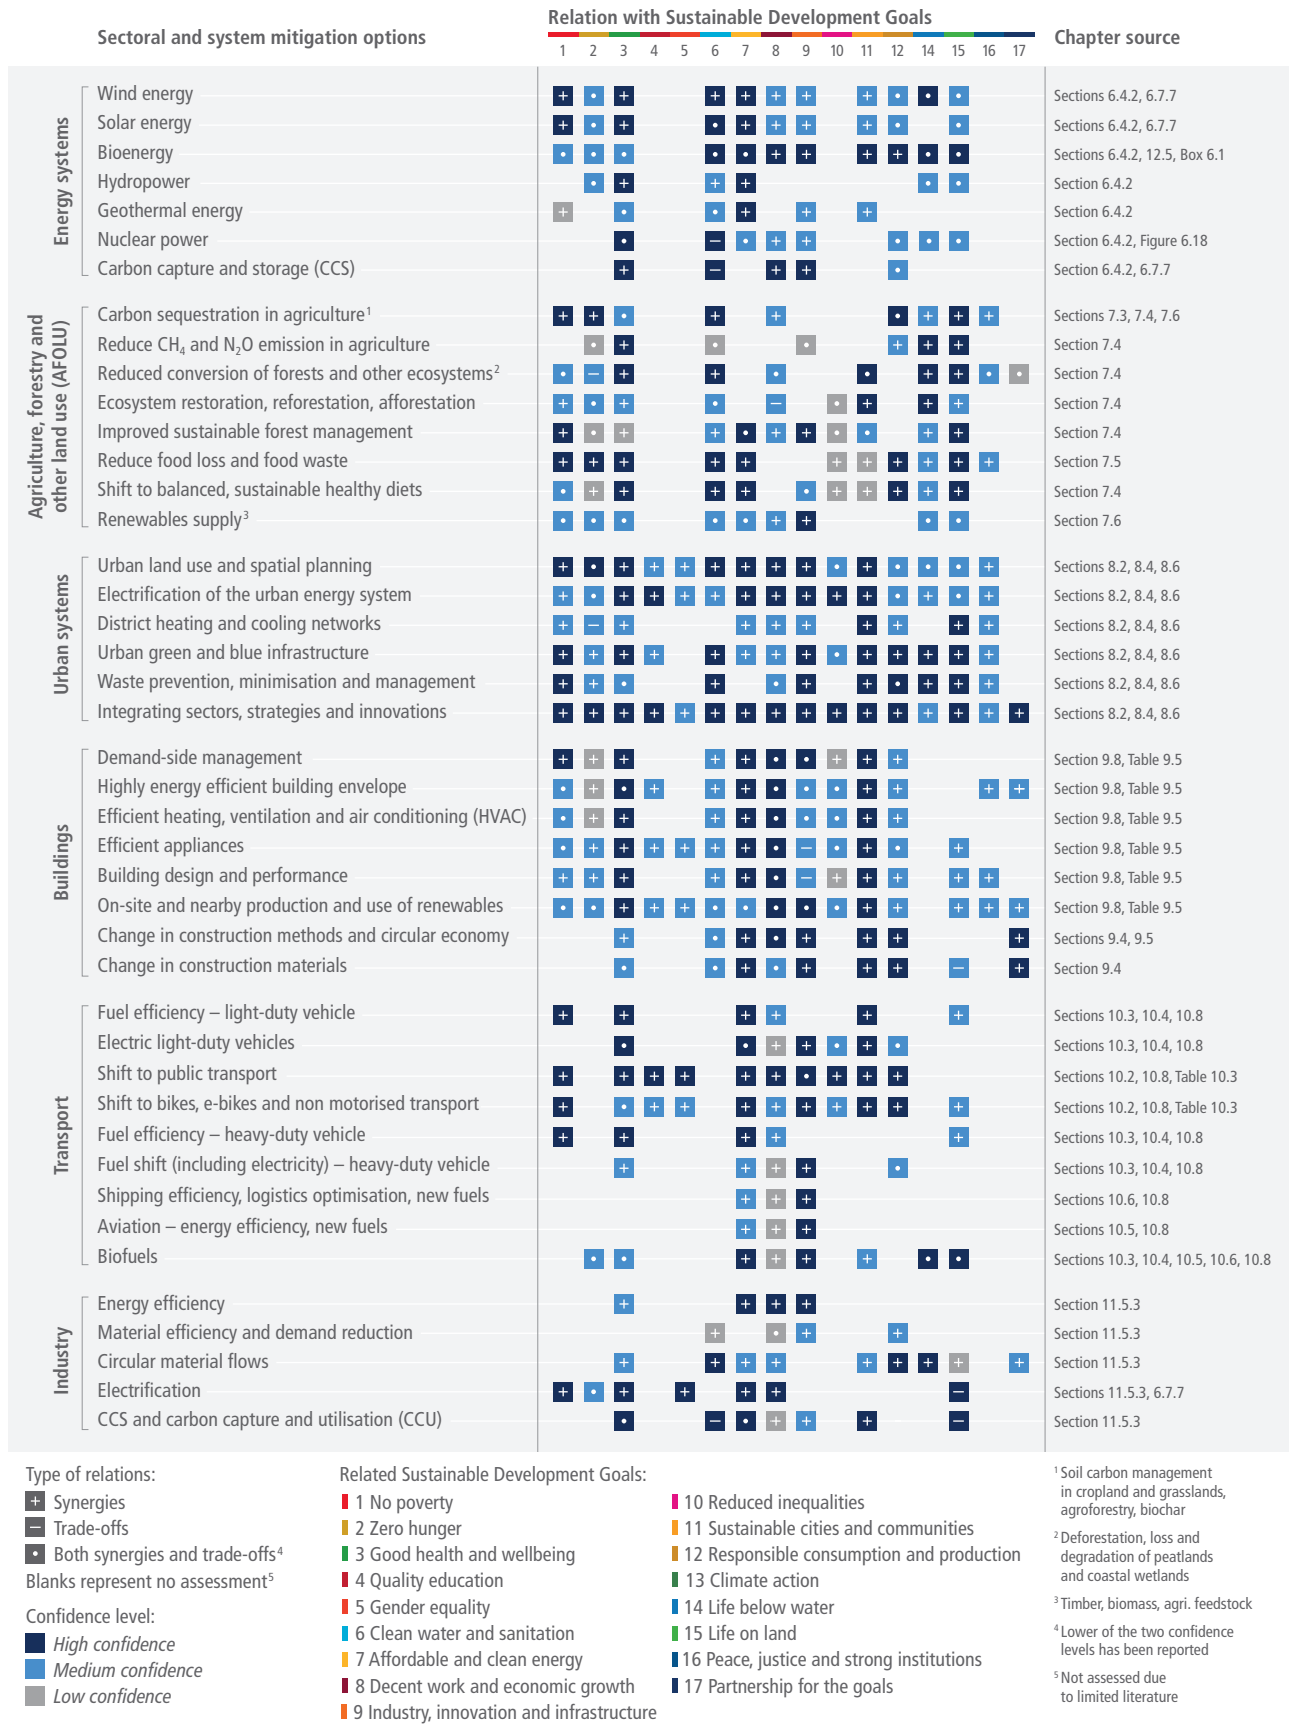 Relation with Sustainable Development Goals
Sectoral and system mitigation options
Chapter source
1 2 3 4 5 6 7 8 9 10 11 12 14 15 16 17
Energy systems
Wind energy + • + + + + + + • • • Sections 6.4.2, 6.7.7
Solar energy + • + • + + + + • • Sections 6.4.2, 6.7.7
Bioenergy • • • • • + + + + • • Sections 6.4.2, 12.5, Box 6.1
Hydropower • + + + • • Section 6.4.2
Geothermal energy + • • + + + Section 6.4.2
Nuclear power • – • + + • • • Section 6.4.2, Figure 6.18
Carbon capture and storage (CCS) + – + + • Section 6.4.2, 6.7.7
Agriculture, forestry and
other land use (AFOLU)
Carbon sequestration in agriculture1 + + • + + • + + + Sections 7.3, 7.4, 7.6
Reduce CH4 and N2O emission in agriculture • + • • + + + Section 7.4
Reduced conversion of forests and other ecosystems2 • – + + • • + + • • Section 7.4
Ecosystem restoration, reforestation, afforestation + • + • – • + + + Section 7.4
Improved sustainable forest management + • + + • + + • • + + Section 7.4
Reduce food loss and food waste + + + + + + + + + + + Section 7.5
Shift to balanced, sustainable healthy diets • + + + + • + + + + + Section 7.4
Renewables supply3 • • • • • + + • • Section 7.6
Urban systems
Urban land use and spatial planning + • + + + + + + + • + • • • + Sections 8.2, 8.4, 8.6
Electrification of the urban energy system + • + + + + + + + + + • + • + Sections 8.2, 8.4, 8.6
District heating and cooling networks + – + + + + + + + + Sections 8.2, 8.4, 8.6
Urban green and blue infrastructure + + + + + + + + • + + + + + Sections 8.2, 8.4, 8.6
Waste prevention, minimisation and management + + • + • + + • + + + Sections 8.2, 8.4, 8.6
Integrating sectors, strategies and innovations + + + + + + + + + + + + + + + + Sections 8.2, 8.4, 8.6
Buildings
Demand-side management + + + + + • • + + + Section 9.8, Table 9.5
Highly energy efficient building envelope • + • + + + • • • + + + + Section 9.8, Table 9.5
Efficient heating, ventilation and air conditioning (HVAC) • + + + + • • • + + Section 9.8, Table 9.5
Efficient appliances • + + + + + + • – • + • + Section 9.8, Table 9.5
Building design and performance + + + + + • – + + + + + Section 9.8, Table 9.5
On-site and nearby production and use of renewables • • + + + • • • • • + + + + + Section 9.8, Table 9.5
Change in construction methods and circular economy + • + • + + + + Sections 9.4, 9.5
Change in construction materials • • + • + + + – + Section 9.4
Transport
Fuel efficiency – light-duty vehicle + + + + + + Sections 10.3, 10.4, 10.8
Electric light-duty vehicles • • + + • + • Sections 10.3, 10.4, 10.8
Shift to public transport + + + + + + • + + + Sections 10.2, 10.8, Table 10.3
Shift to bikes, e-bikes and non motorised transport + • + + + + + + + + + Sections 10.2, 10.8, Table 10.3
Fuel efficiency – heavy-duty vehicle + + + + + Sections 10.3, 10.4, 10.8
Fuel shift (including electricity) – heavy-duty vehicle + + + + • Sections 10.3, 10.4, 10.8
Shipping efficiency, logistics optimisation, new fuels + + + Sections 10.6, 10.8
Aviation – energy efficiency, new fuels + + + Sections 10.5, 10.8
Biofuels • • + + + + • • Sections 10.3, 10.4, 10.5, 10.6, 10.8
Industry
Energy efficiency + + + + Section 11.5.3
Material efficiency and demand reduction + • + + Section 11.5.3
Circular material flows + + + + + + + + + Section 11.5.3
Electrification + • + + + + – Sections 11.5.3, 6.7.7
CCS and carbon capture and utilisation (CCU) • – • + + + – Section 11.5.3
Type of relations:
+ Synergies
– Trade-offs
• Both synergies and trade-offs4
Blanks represent no assessment5
Confidence level:
High confidence
Medium confidence
Low confidence
Related Sustainable Development Goals:
1 No poverty
2 Zero hunger
3 Good health and wellbeing
4 Quality education
5 Gender equality
6 Clean water and sanitation
7 Affordable and clean energy
8 Decent work and economic growth
9 Industry, innovation and infrastructure
10 Reduced inequalities
11 Sustainable cities and communities
12 Responsible consumption and production
13 Climate action
14 Life below water
15 Life on land
16 Peace, justice and strong institutions
17 Partnership for the goals
1 Soil carbon management
in cropland and grasslands,
agroforestry, biochar
2 Deforestation, loss and
degradation of peatlands
and coastal wetlands
3 Timber, biomass, agri. feedstock
4 Lower of the two confidence
levels has been reported
5 Not assessed due
to limited literature